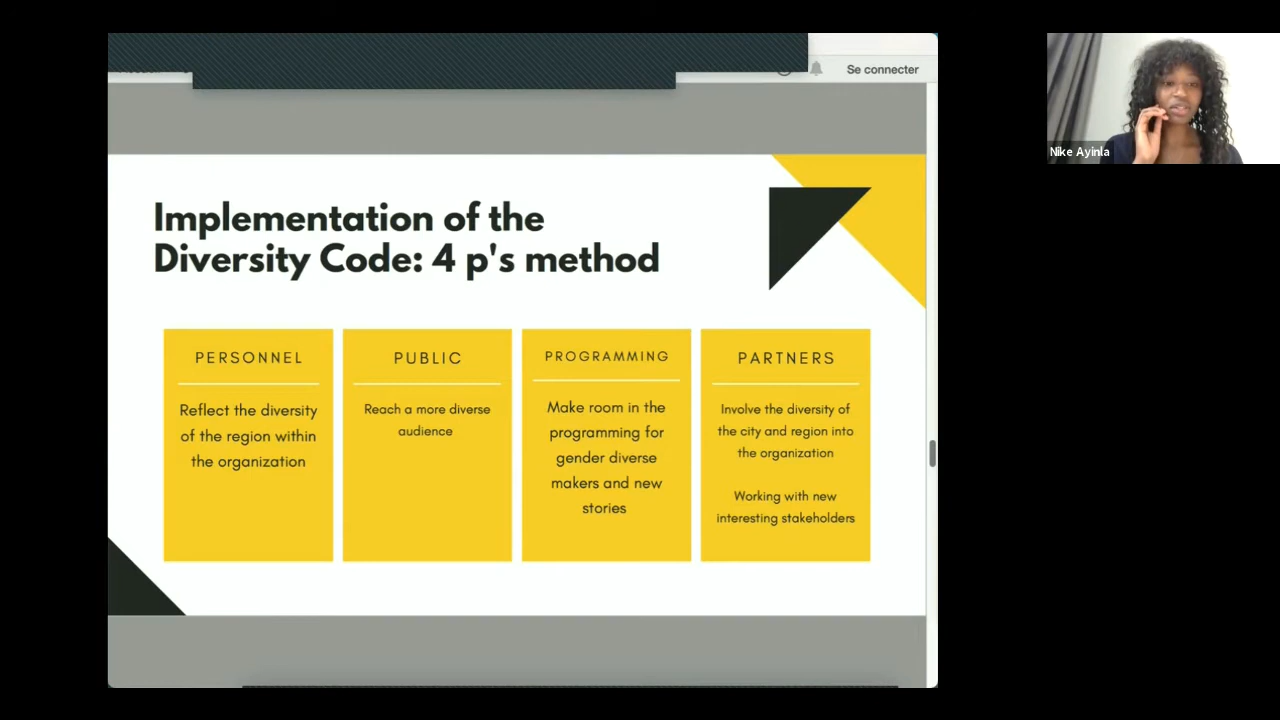 Se connecter
Nike Ayinla
Implementation of the
Diversity Code: 4 p's method
PERSONNEL
Reflect the diversity
of the region within
the organization
PUBLIC
Reach a more diverse
audience
PROGRAMMING
Make room in the
programming for
gender diverse
makers and new
stories
PARTNERS
Involve the diversity of
the city and region into
the organization
Working with new
interesting stakeholders